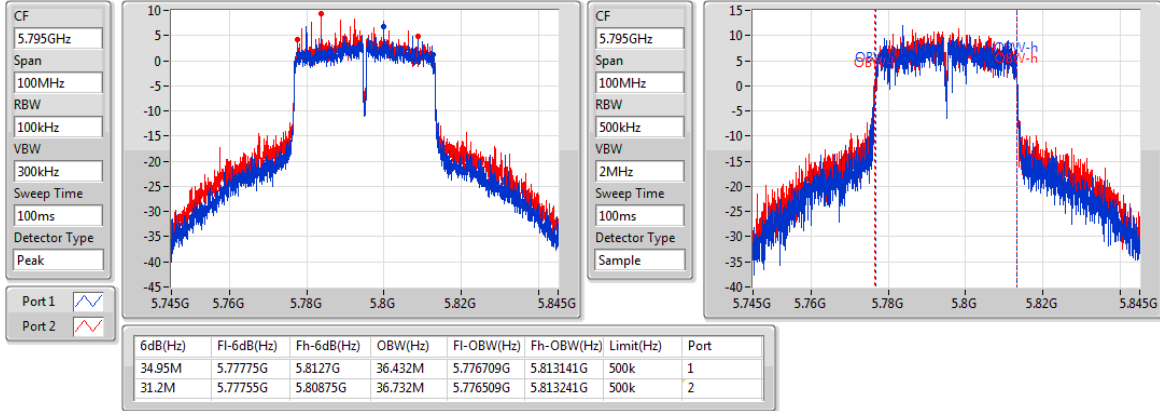 CF
5.795GHz
Span
100MHz
RBW
100kHz
VBW
300kHz
Sweep Time
100ms
Detector Type
Peak
Port 1
Port 2
10
5
0
-5
-10
-15
-20
-25
-30
-35
-40
-45
5.745G 5.76G 5.78G 5.8G 5.82G 5.845G
CF
5.795GHz
Span
100MHz
RBW
500kHz
VBW
2MHz
Sweep Time
100ms
Detector Type
Sample
15
10
5
0
-5
-10
-15
-20
-25
-30
-35
-40
-45
OBW-h
OBW-h
5.745G 5.76G 5.78G 5.8G 5.82G 5.845G
6dB(Hz) Fl-6dB(Hz) Fh-6dB(Hz) OBW(Hz) Fl-OBW(Hz) Fh-OBW(Hz) Limit(Hz) Port
34.95M 5.77775G 5.8127G 36.432M 5.776709G 5.813141G 500k 1
31.2M 5.77755G 5.80875G 36.732M 5.776509G 5.813241G 500k 2